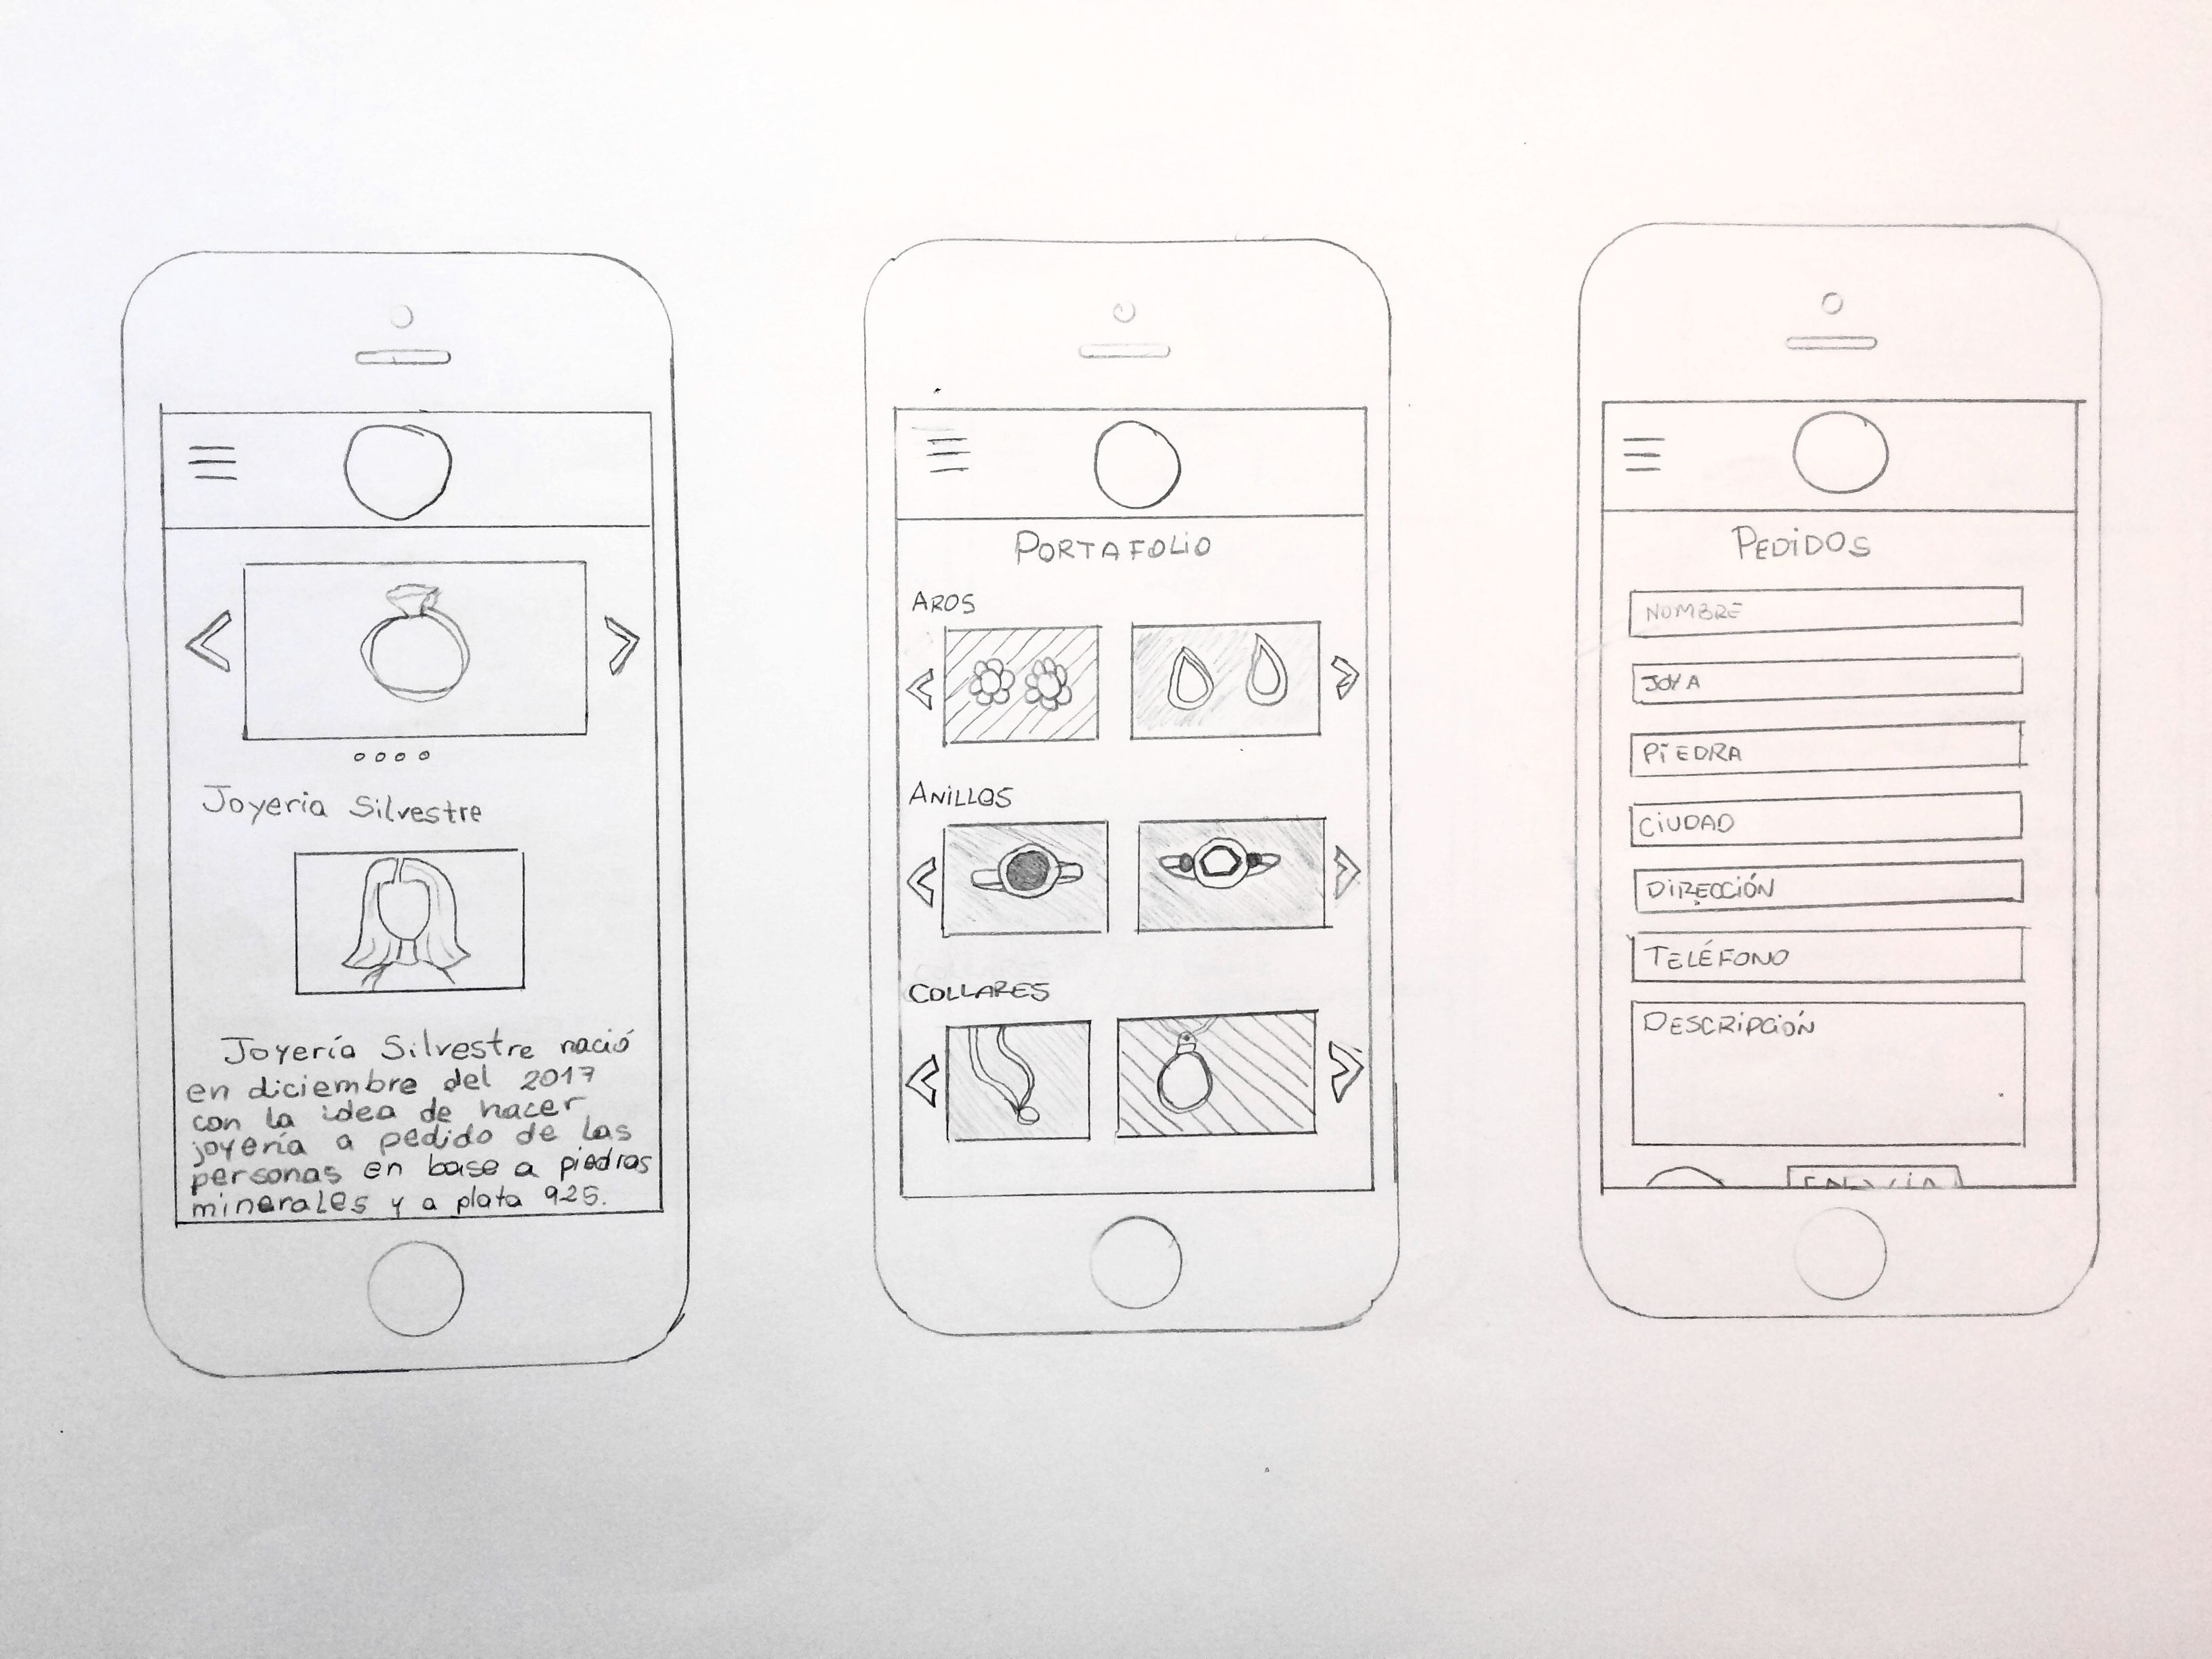 Joyeria Silvestre
Joyería Silvestre nació
en diciembre del 2017
con la idea de hacer
joyería a pedido de las
personas en base a piedras
minerales y a plata 925.
PORTAFOLIO
AROS
ANILLOS
COLLARES
PEDIDOS
NOMBRE
JOYA
PIEDRA
CIUDAD
DIRECCIÓN
TELÉFONO
DESCRIPCIÓN